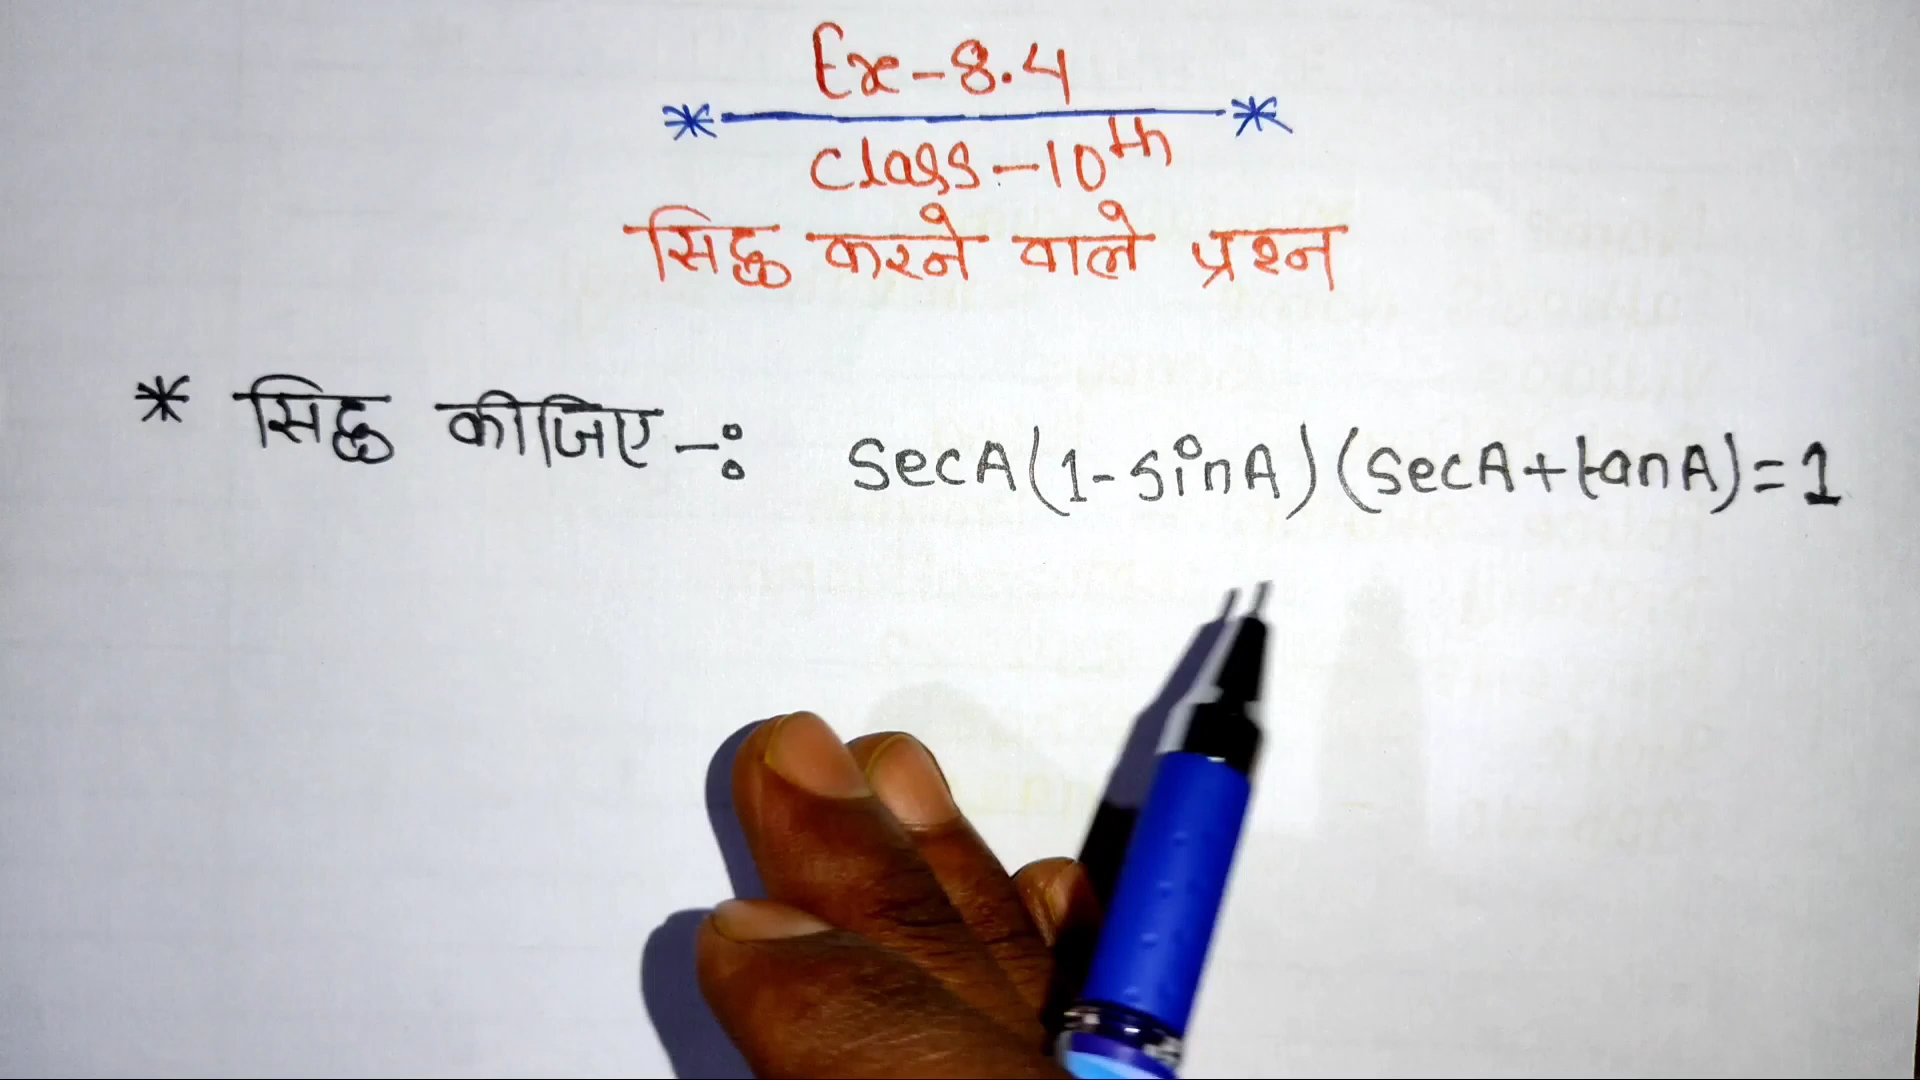 Ex-8.4
Class-10th
सिद्ध करने वाले प्रश्न
* सिद्ध कीजिए -: SecA(1-sinA)(SecA+tanA)=1